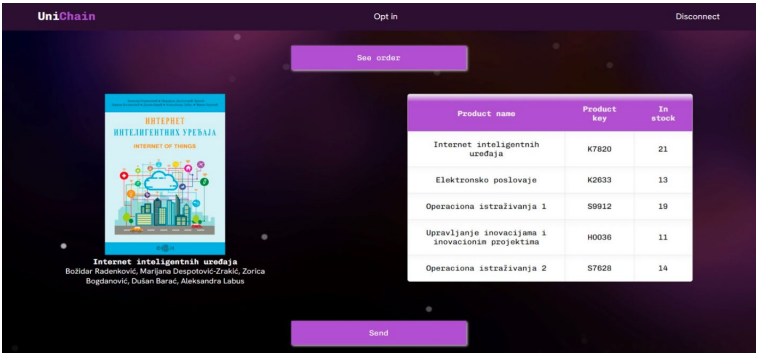 UniChain
Opt in
Disconnect
See order
ИНТЕРНЕТ
ИНТЕЛИГЕНТНИХ УРЕЂАЈА
INTERNET OF THINGS
Internet inteligentnih uređaja
Božidar Radenković, Marijana Despotović-Zrakić, Zorica
Bogdanović, Dušan Barać, Aleksandra Labus
Product name
Product
key
In
stock
Internet inteligentnih
uređaja
K7820
21
Elektronsko poslovaje
K2633
13
Operaciona istraživanja 1
S9912
19
Upravljanje inovacijama i
inovacionim projektima
H0036
11
Operaciona istraživanja 2
S7628
14
Send